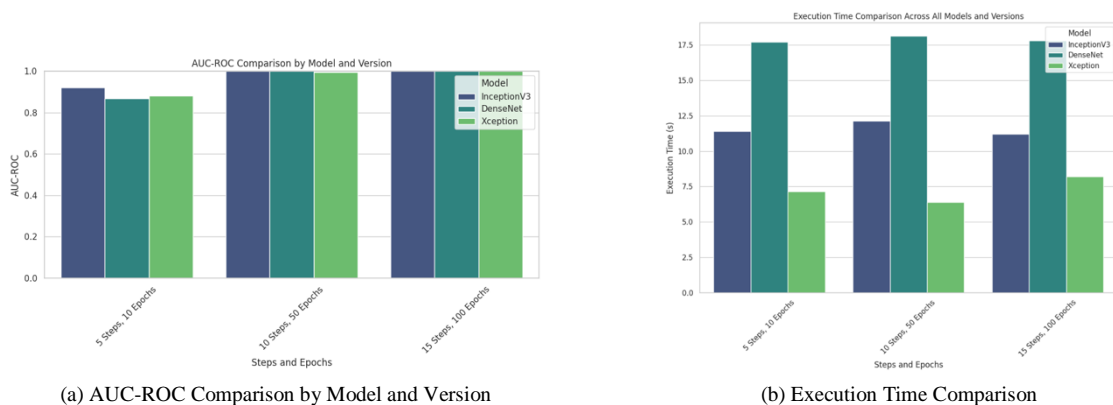 AUC-ROC Comparison by Model and Version
1.0
0.8
0.6
0.4
0.2
0.0
AUC-ROC
Model
InceptionV3
DenseNet
Xception
5 Steps, 10 Epochs
10 Steps, 50 Epochs
15 Steps, 100 Epochs
Steps and Epochs
(a) AUC-ROC Comparison by Model and Version
Execution Time Comparison Across All Models and Versions
17.5
15.0
12.5
10.0
7.5
5.0
2.5
0.0
Execution Time (s)
Model
InceptionV3
DenseNet
Xception
5 Steps, 10 Epochs
10 Steps, 50 Epochs
15 Steps, 100 Epochs
Steps and Epochs
(b) Execution Time Comparison